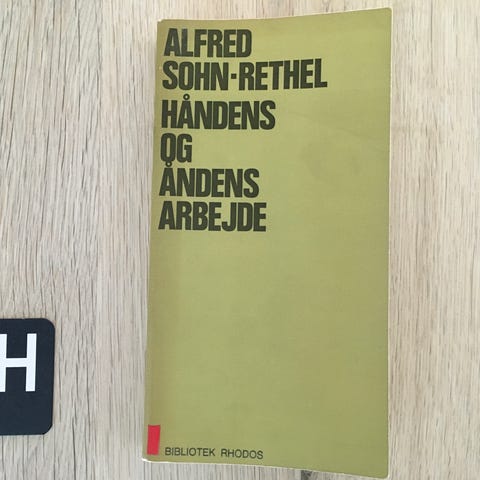 ALFRED
SOHN-RETHEL
HÅNDENS
OG
ÅNDENS
ARBEJDE
H
BIBLIOTEK RHODOS